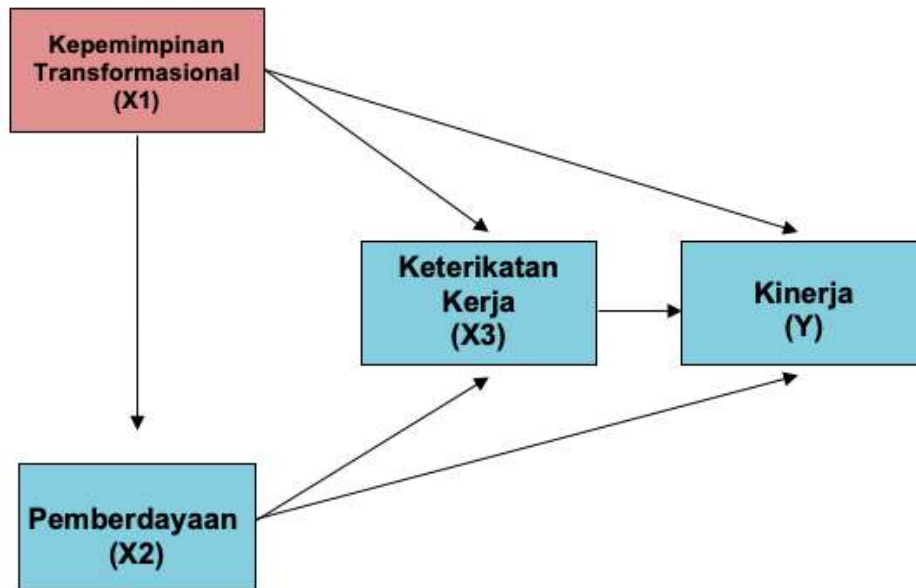 Kepemimpinan
Transformasional
(X1)
Keterikatan
Kerja
(X3)
Kinerja
(Y)
Pemberdayaan
(X2)